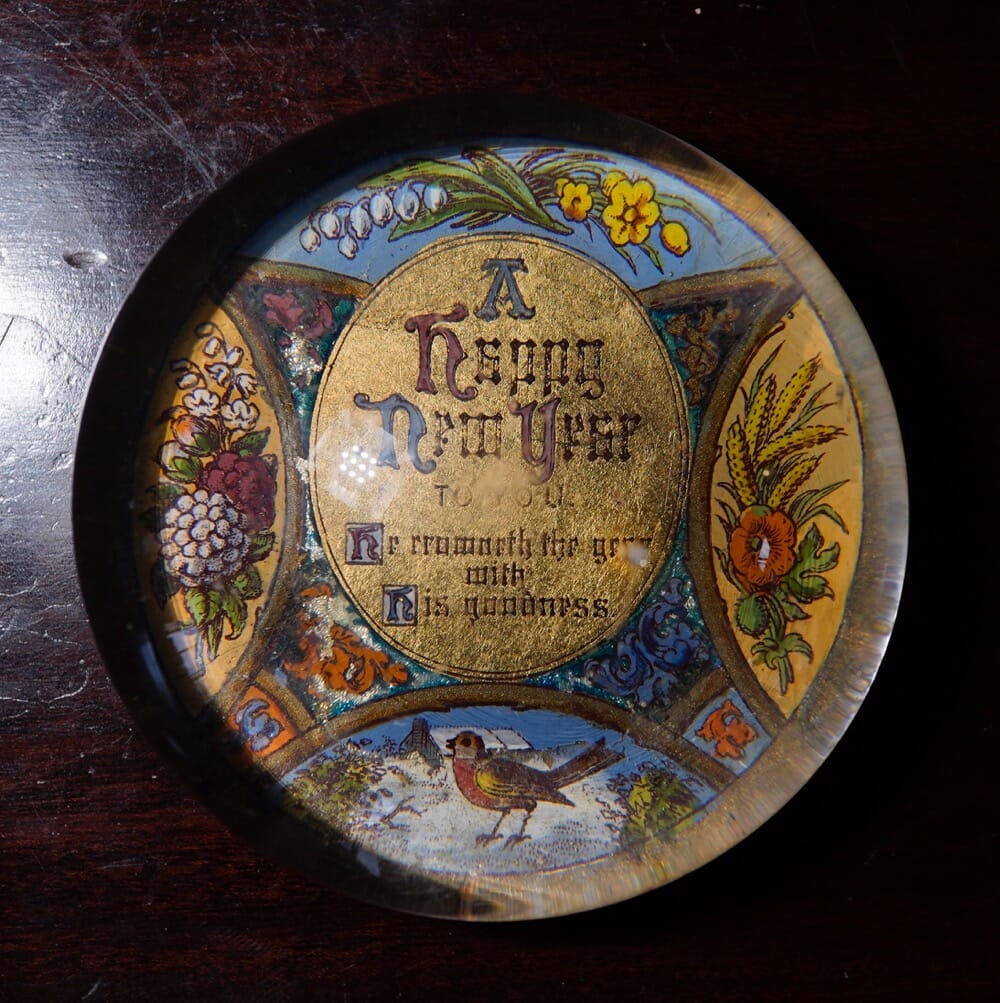 A
Happy
New Year
TO YOU.
He crowneth the year
with
His goodness.